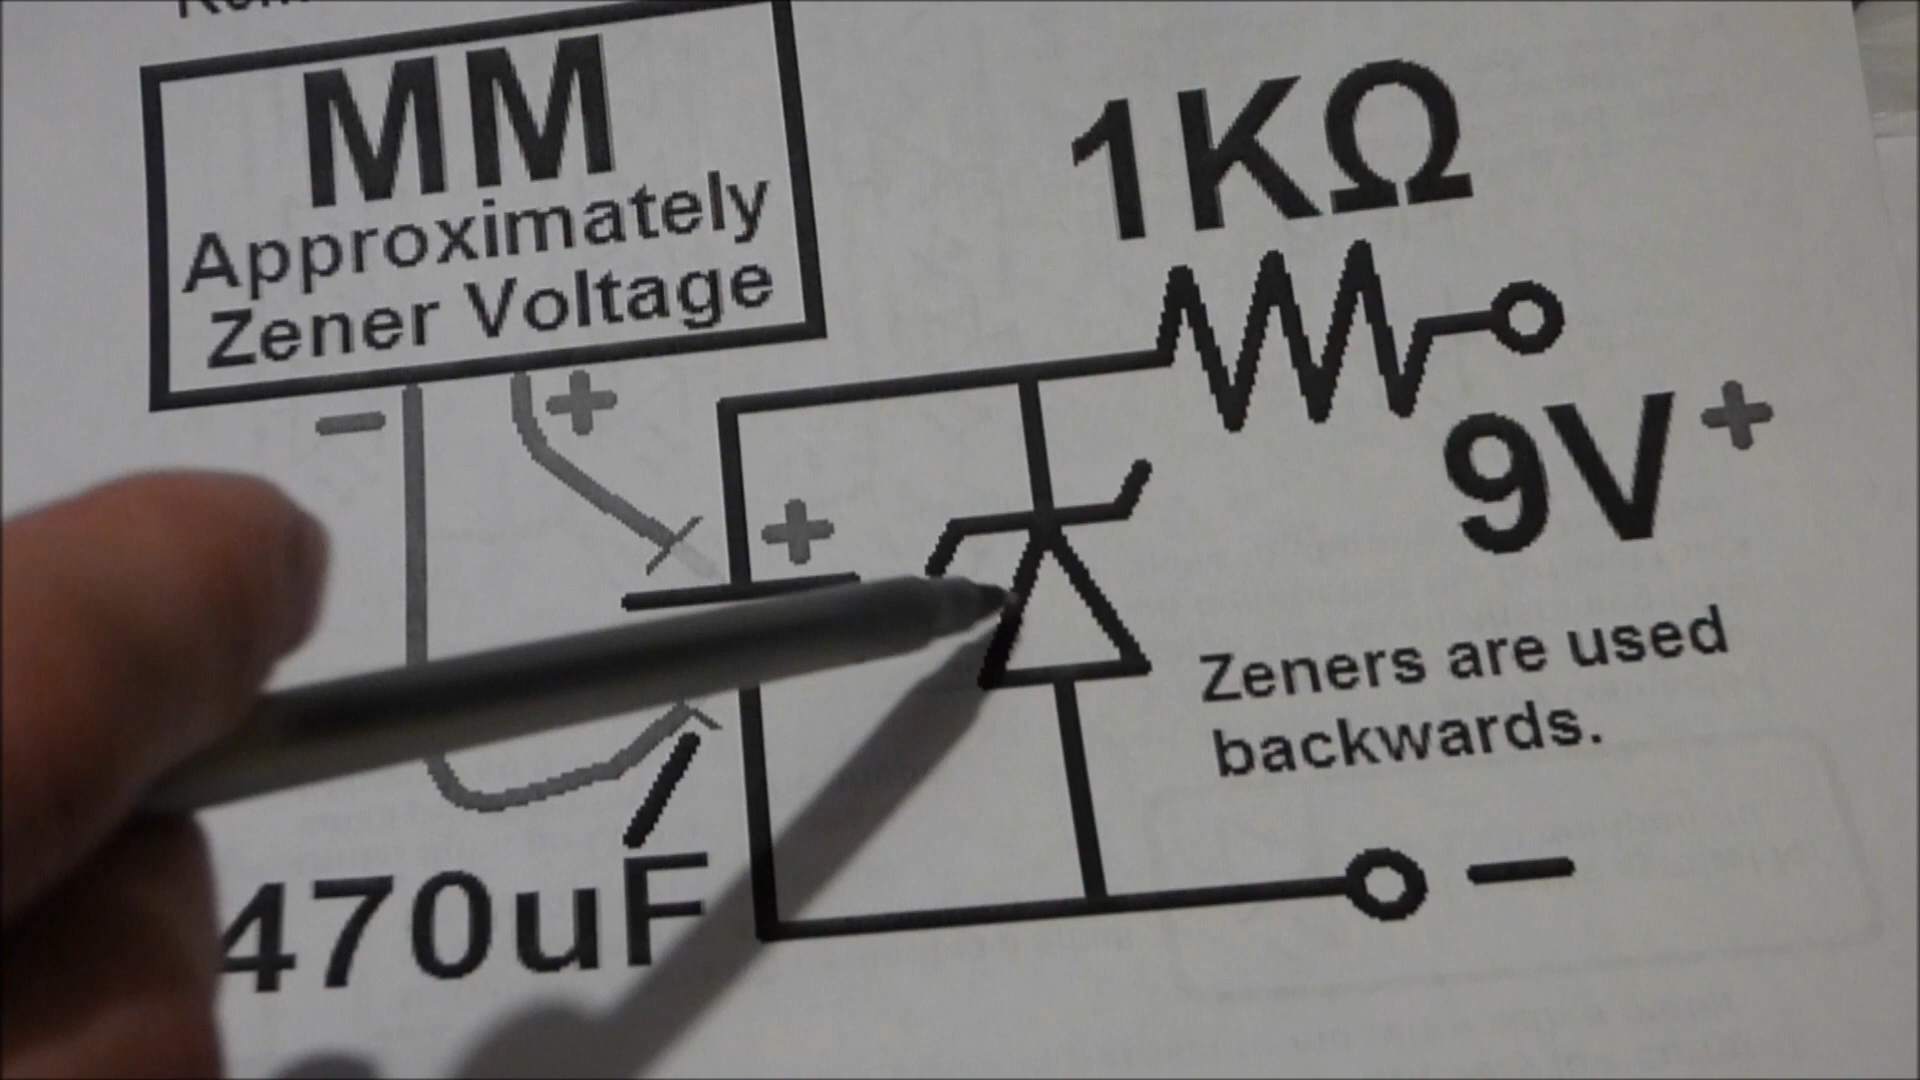 MM
Approximately
Zener Voltage
1KΩ
- +
+
9V +
Zeners are used
backwards.
470uF
-